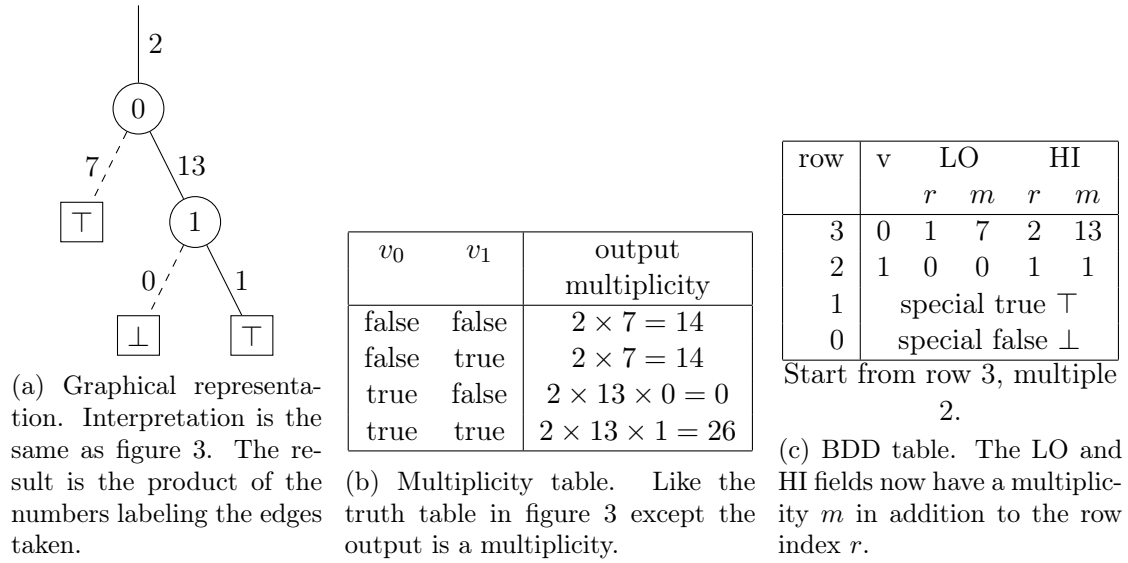 2
0
7
13
⊤
1
0
1
⊥
⊤
(a) Graphical representa-
tion. Interpretation is the
same as figure 3. The re-
sult is the product of the
numbers labeling the edges
taken.
v0 v1 output
multiplicity
false false 2 × 7 = 14
false true 2 × 7 = 14
true false 2 × 13 × 0 = 0
true true 2 × 13 × 1 = 26
(b) Multiplicity table. Like the
truth table in figure 3 except the
output is a multiplicity.
row v LO HI
r m r m
3 0 1 7 2 13
2 1 0 0 1 1
1 special true ⊤
0 special false ⊥
Start from row 3, multiple
2.
(c) BDD table. The LO and
HI fields now have a multiplic-
ity m in addition to the row
index r.